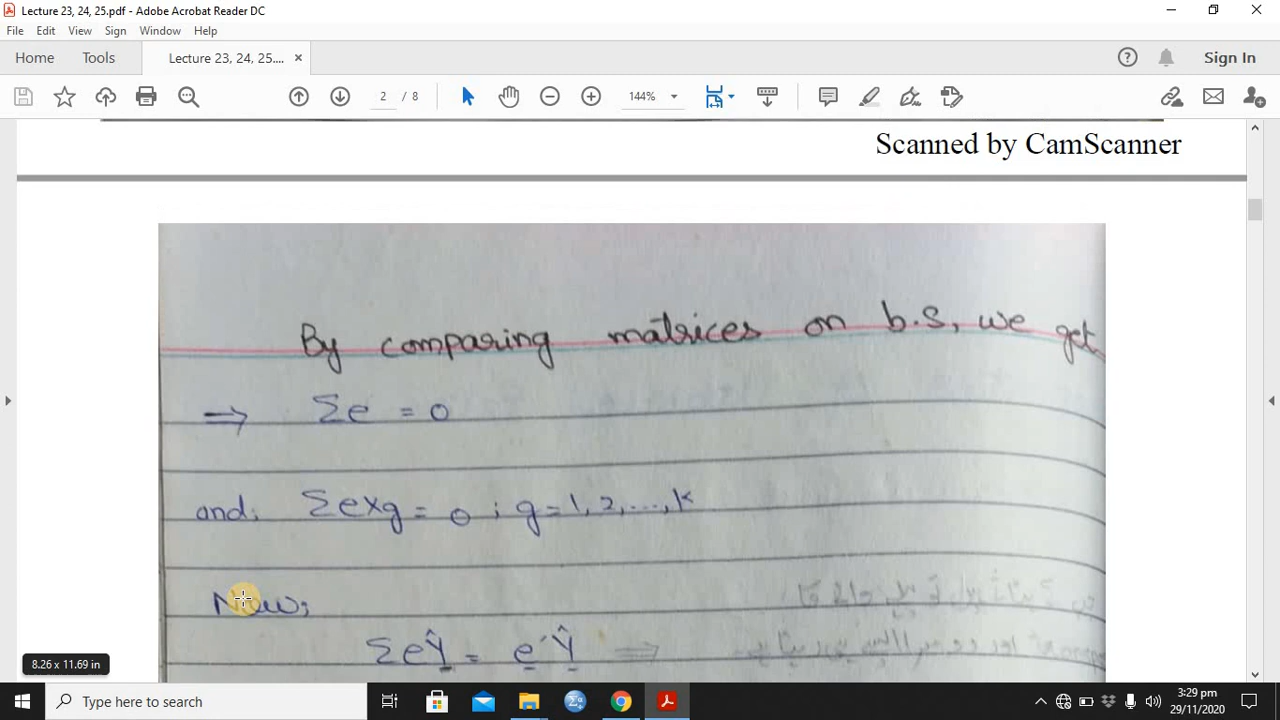 Lecture 23, 24, 25.pdf - Adobe Acrobat Reader DC
File Edit View Sign Window Help
Home Tools Lecture 23, 24, 25.... × Sign In
2 / 8 144%
Scanned by CamScanner
By comparing matrices on b.s, we get
⇒ Σe = 0
and; Σexg = 0 ; g = 1, 2, ..., k
Now;
ΣeŶ = e´Ŷ ⇒
8.26 x 11.69 in
Type here to search
3:29 pm
29/11/2020